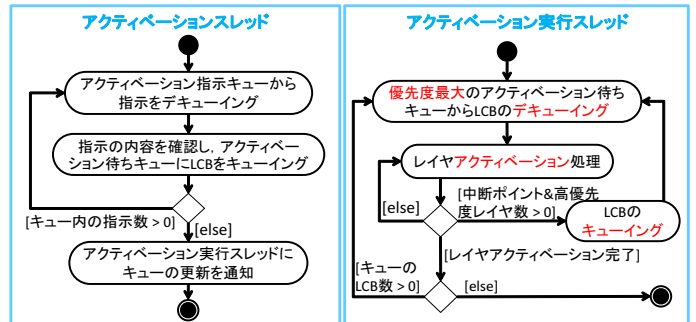 アクティベーションスレッド
アクティベーション指示キューから
指示をデキューイング
指示の内容を確認し，アクティベー
ション待ちキューにLCBをキューイング
[キュー内の指示数 > 0]
[else]
アクティベーション実行スレッドに
キューの更新を通知
アクティベーション実行スレッド
優先度最大のアクティベーション待ち
キューからLCBのデキューイング
レイヤアクティベーション処理
[else]
[中断ポイント&高優先
度レイヤ数 > 0]
LCBの
キューイング
[レイヤアクティベーション完了]
[キューの
LCB数 > 0]
[else]